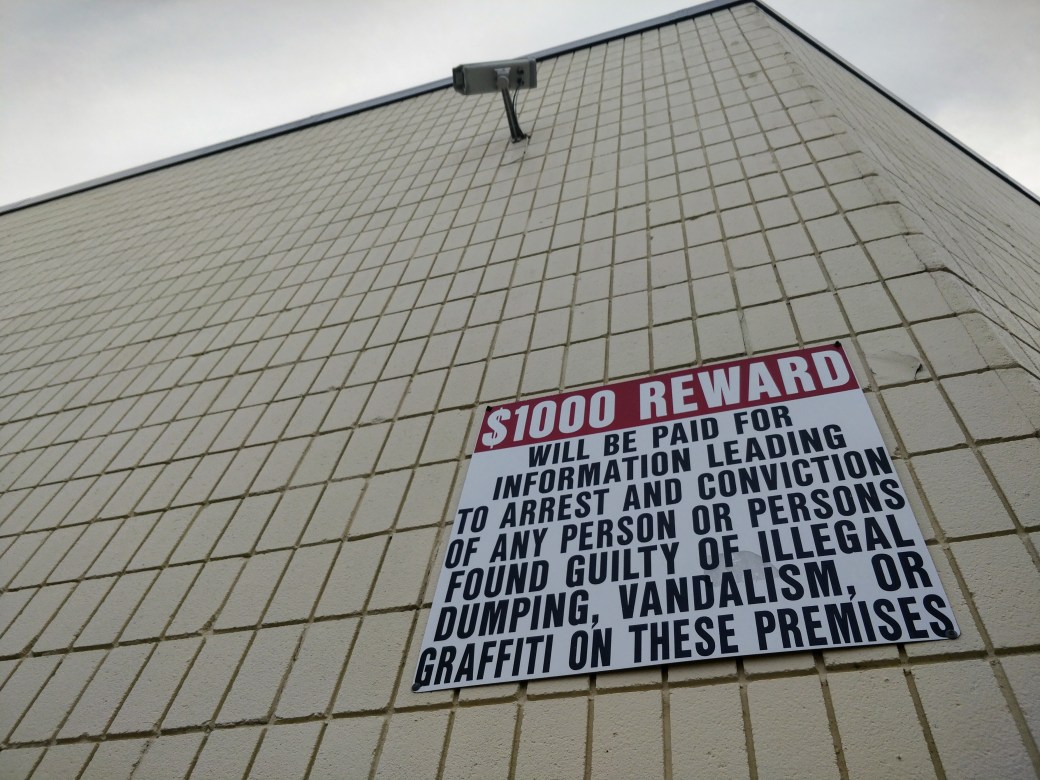 $1000 REWARD
WILL BE PAID FOR
INFORMATION LEADING
TO ARREST AND CONVICTION
OF ANY PERSON OR PERSONS
FOUND GUILTY OF ILLEGAL
DUMPING, VANDALISM, OR
GRAFFITI ON THESE PREMISES